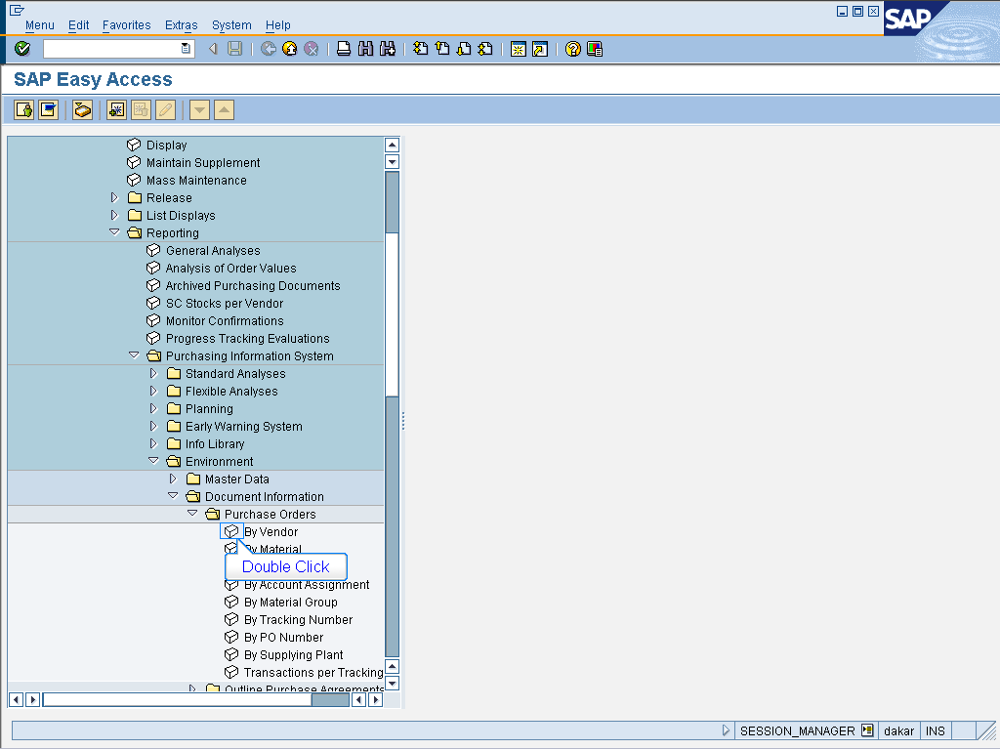 Menu Edit Favorites Extras System Help
SAP
SAP Easy Access
Display
Maintain Supplement
Mass Maintenance
Release
List Displays
Reporting
General Analyses
Analysis of Order Values
Archived Purchasing Documents
SC Stocks per Vendor
Monitor Confirmations
Progress Tracking Evaluations
Purchasing Information System
Standard Analyses
Flexible Analyses
Planning
Early Warning System
Info Library
Environment
Master Data
Document Information
Purchase Orders
By Vendor
By Material
Double Click
By Account Assignment
By Material Group
By Tracking Number
By PO Number
By Supplying Plant
Transactions per Tracking
Outline Purchase Agreements
SESSION_MANAGER dakar INS